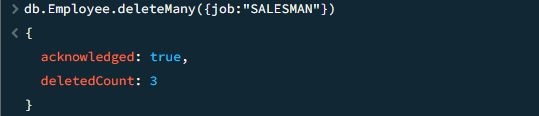 > db.Employee.deleteMany({job:"SALESMAN"})
< {
acknowledged: true,
deletedCount: 3
}